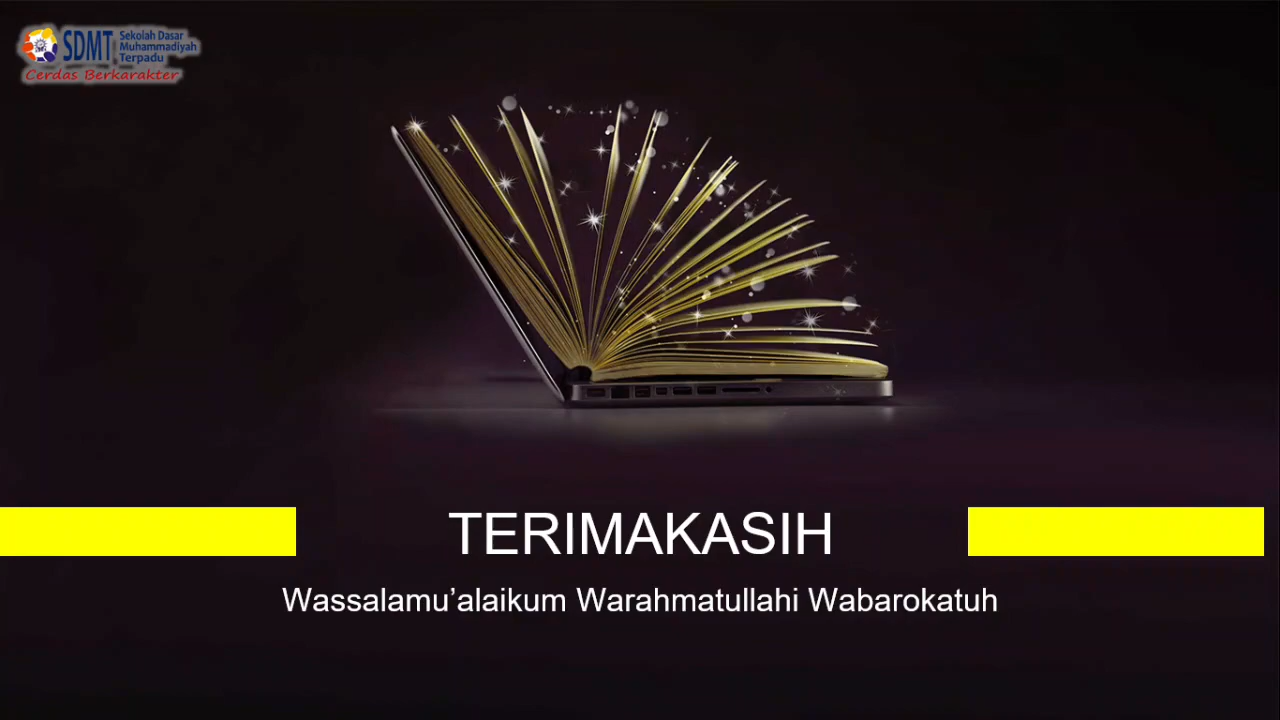 SDMT
Sekolah Dasar
Muhammadiyah
Terpadu
Cerdas Berkarakter
TERIMAKASIH
Wassalamu’alaikum Warahmatullahi Wabarokatuh